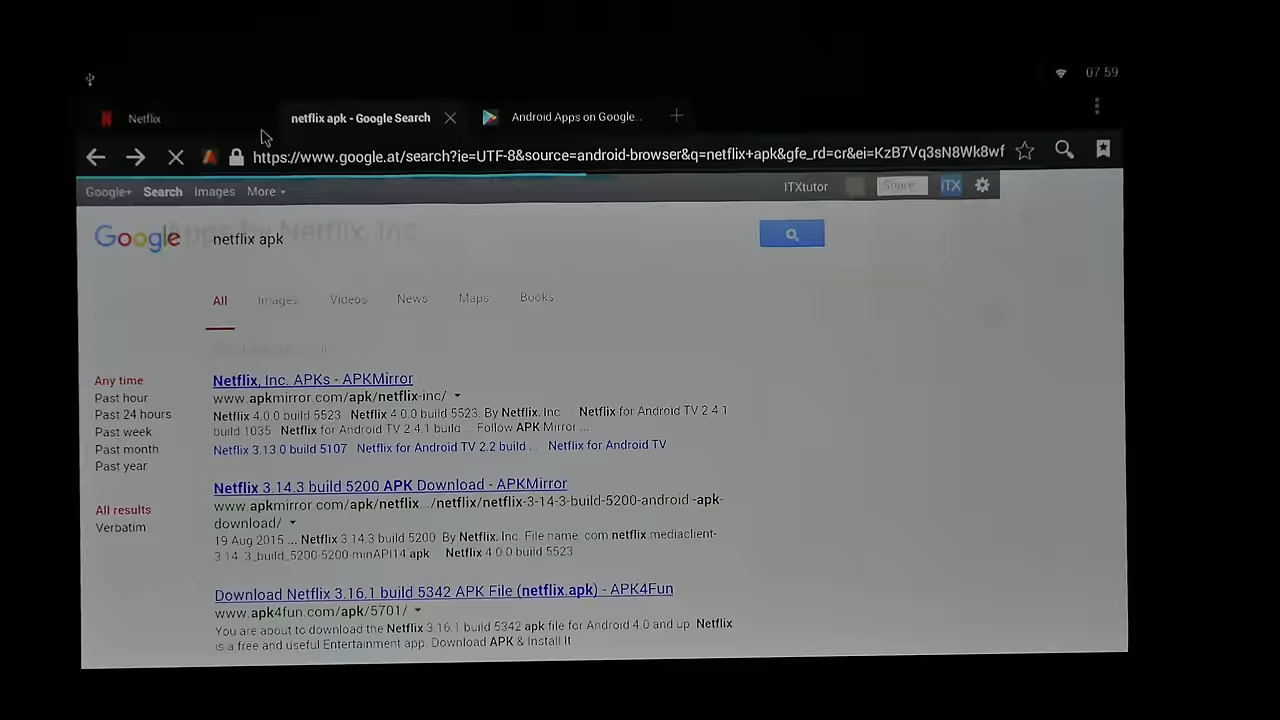 07 59
Netflix
netflix apk - Google Search
Android Apps on Google..
https://www.google.at/search?ie=UTF-8&source=android-browser&q=netflix+apk&gfe_rd=cr&ei=KzB7Vq3sN8Wk8wf
Google+ Search Images More
ITXtutor
Share
ITX
Google
netflix apk
Apps by Netflix, Inc
All Images Videos News Maps Books
Any time
Past hour
Past 24 hours
Past week
Past month
Past year
All results
Verbatim
Netflix, Inc. APKs - APKMirror
www.apkmirror.com/apk/netflix-inc/
Netflix 4.0.0 build 5523 Netflix 4.0.0 build 5523. By Netflix, Inc Netflix for Android TV 2 4 1
build 1035 Netflix for Android TV 2.4.1 build ... Follow APK Mirror ...
Netflix 3.13.0 build 5107 Netflix for Android TV 2.2 build ... Netflix for Android TV
Netflix 3.14.3 build 5200 APK Download - APKMirror
www apkmirror.com/apk/netflix.../netflix/netflix-3-14-3-build-5200-android -apk-
download/
19 Aug 2015 ... Netflix 3 14.3 build 5200 By Netflix, Inc File name com netflix mediaclient-
3 14 3_build_5200-5200-minAPI14 apk Netflix 4 0 0 build 5523
Download Netflix 3.16.1 build 5342 APK File (netflix.apk) - APK4Fun
www.apk4fun.com/apk/5701/
You are about to download the Netflix 3.16.1 build 5342 apk file for Android 4.0 and up. Netflix
is a free and useful Entertainment app. Download APK & Install It